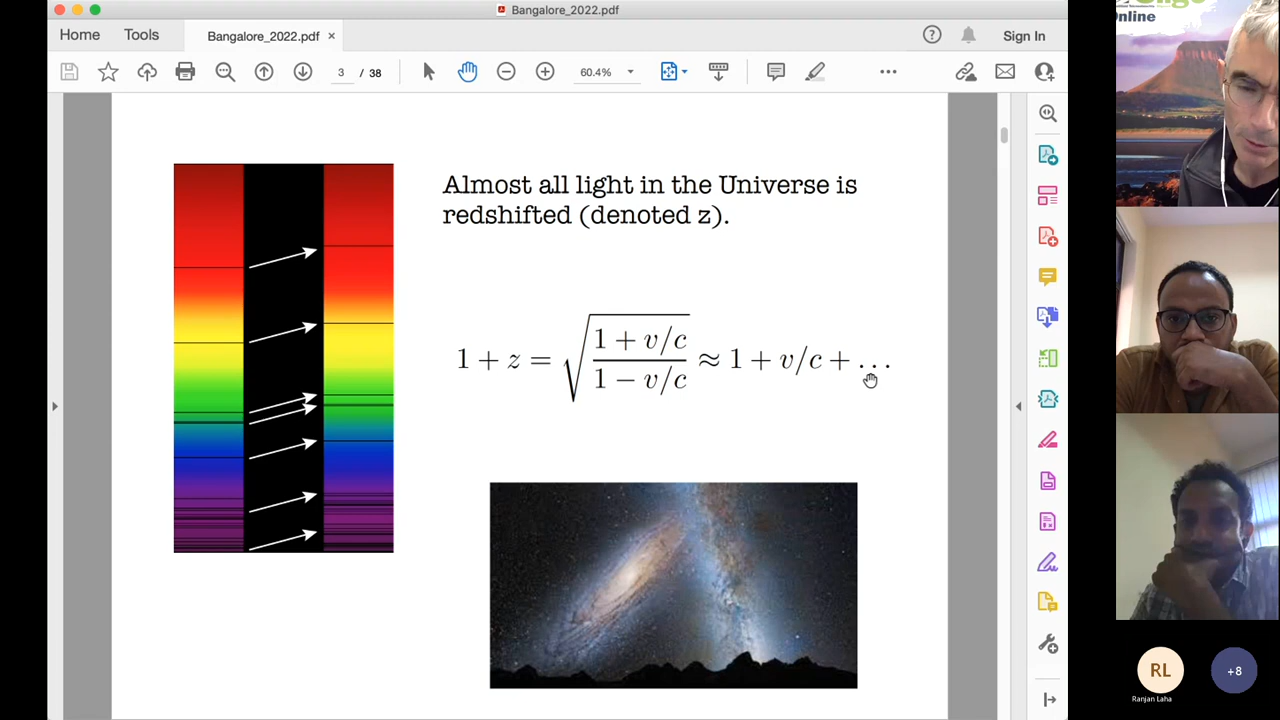 Bangalore_2022.pdf
Home
Tools
Bangalore_2022.pdf ×
Sign In
3 / 38
60.4%
Almost all light in the Universe is
redshifted (denoted z).
1 + z = √((1 + v/c)/(1 − v/c)) ≈ 1 + v/c + …
Online
RL
Ranjan Laha
+8